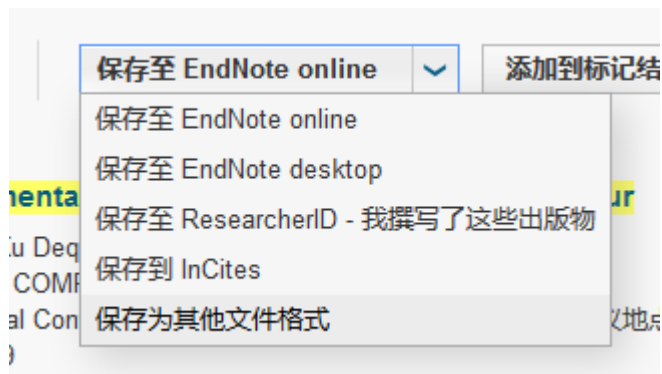 保存至 EndNote online
添加到标记结
保存至 EndNote online
保存至 EndNote desktop
保存至 ResearcherID - 我撰写了这些出版物
保存到 InCites
保存为其他文件格式